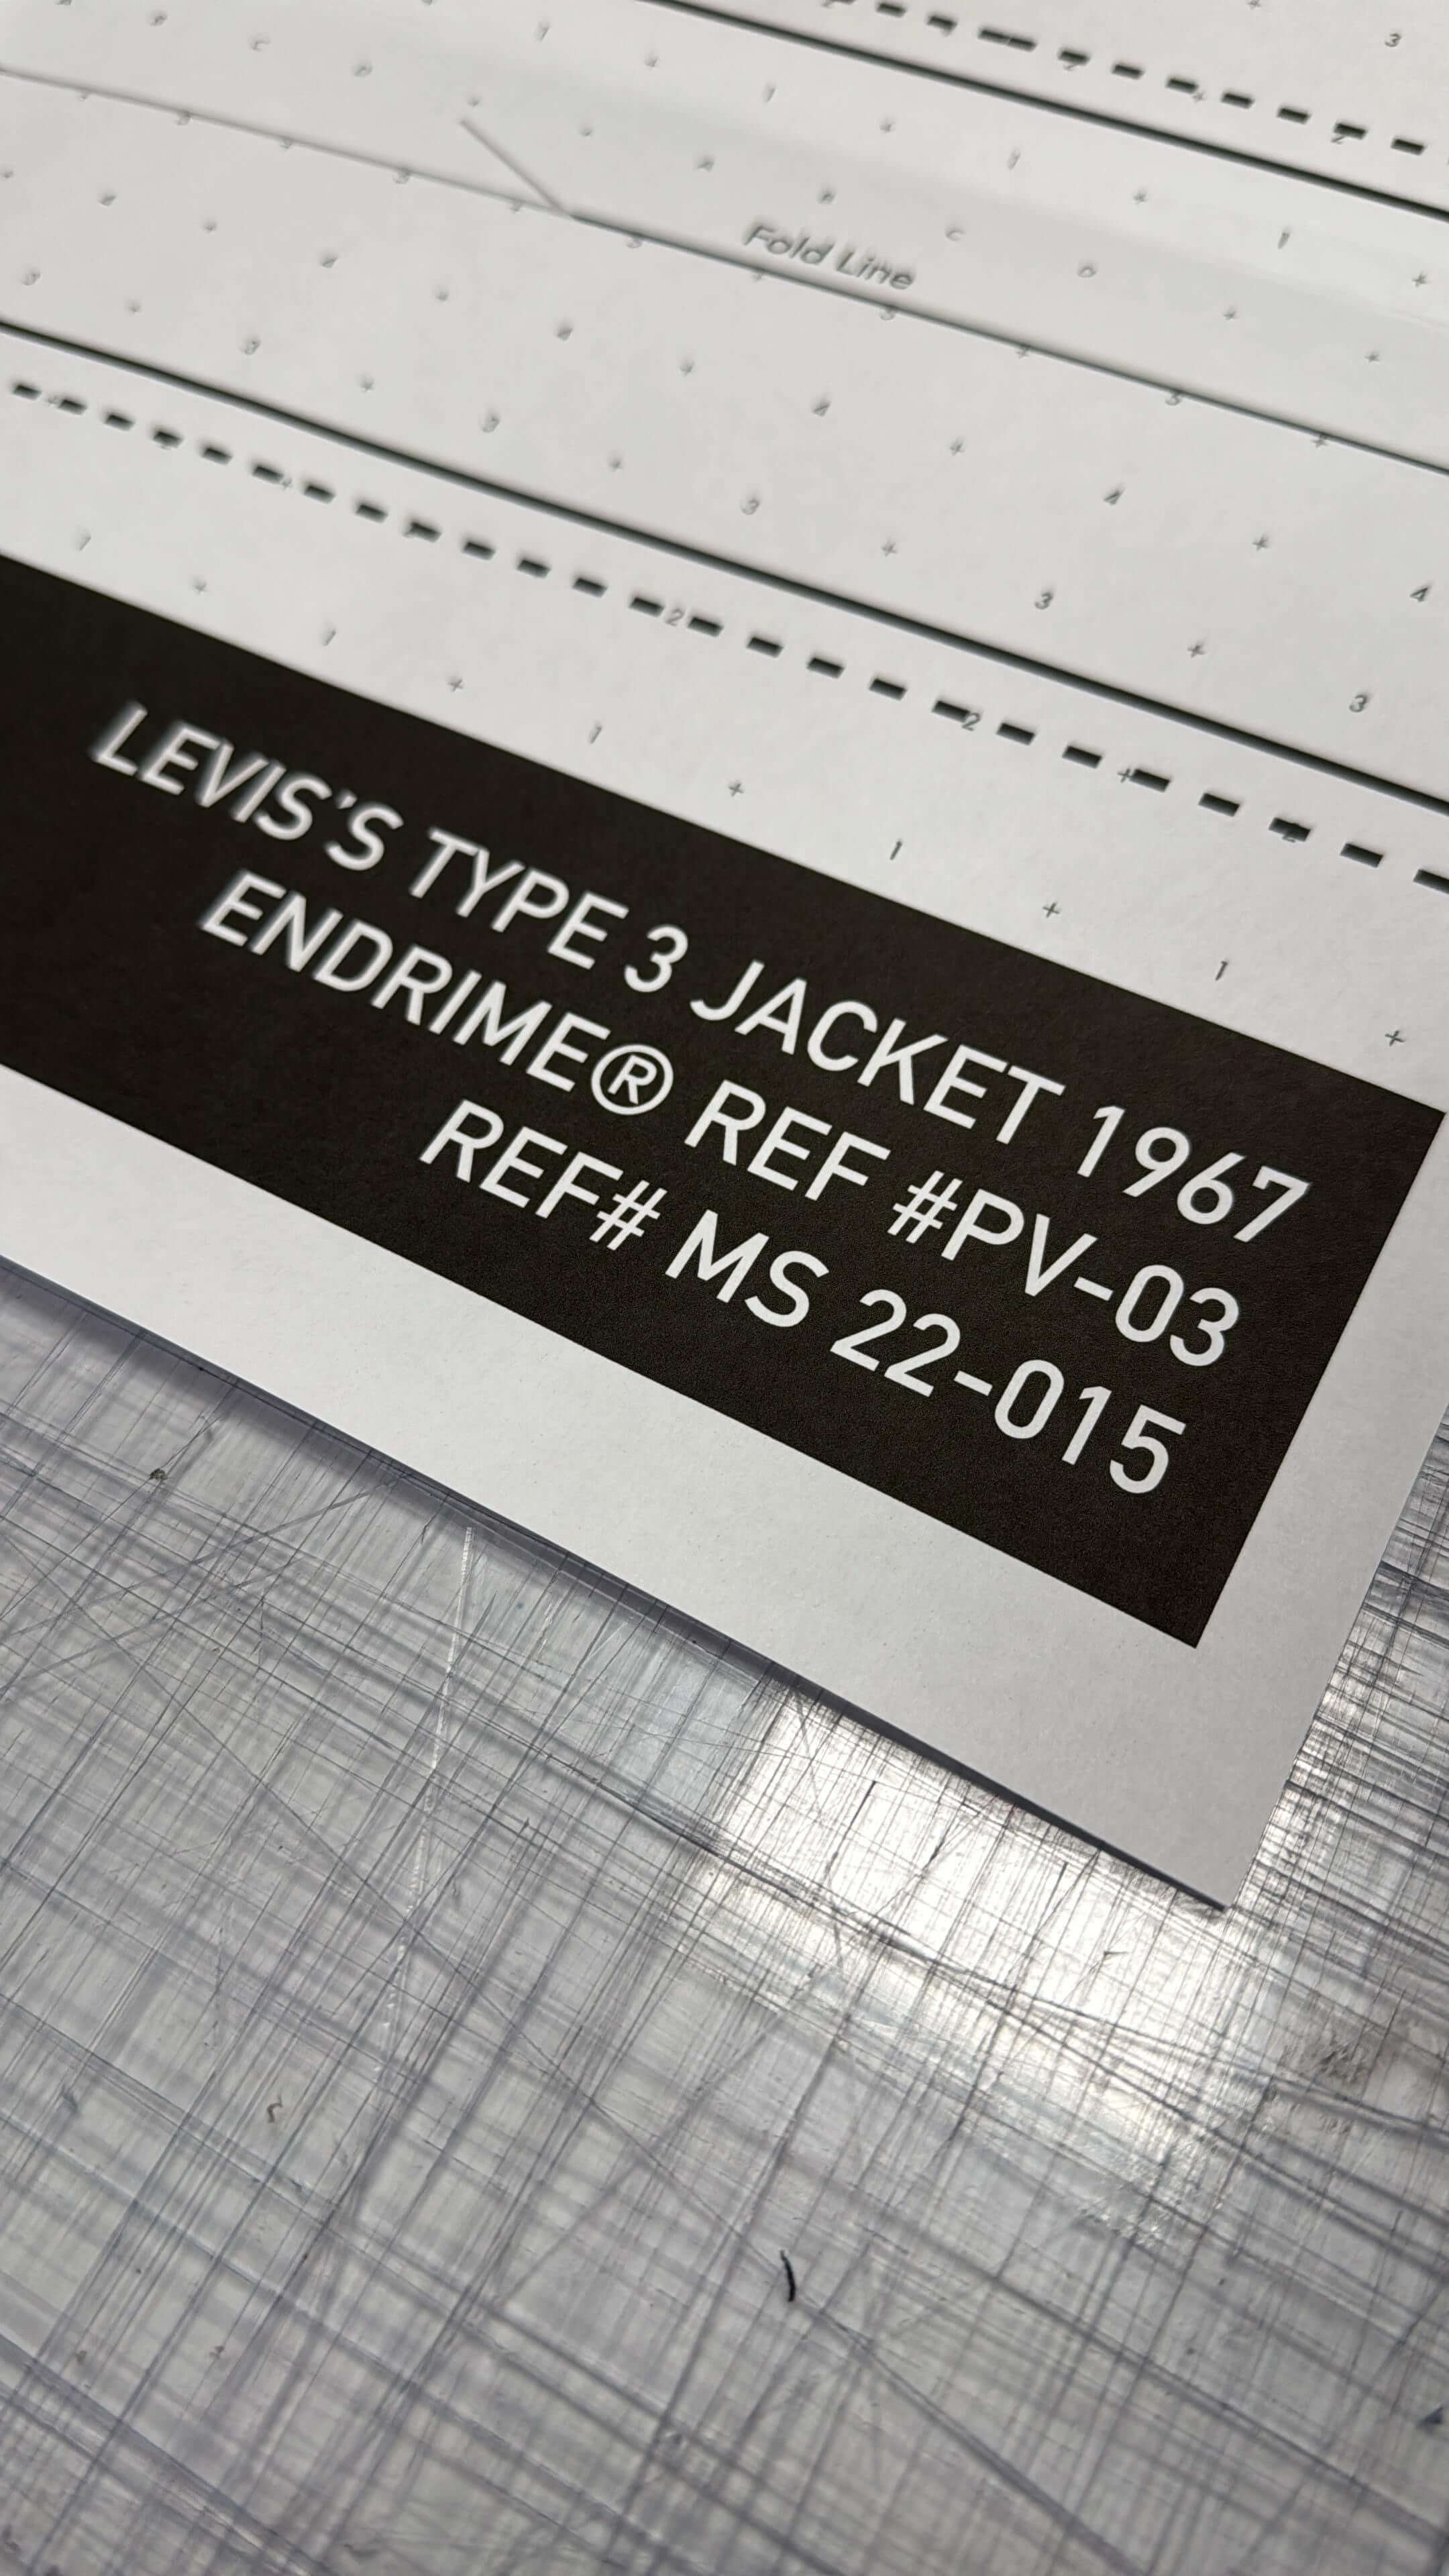 Fold Line
LEVIS'S TYPE 3 JACKET 1967
ENDRIME® REF #PV-03
REF# MS 22-015